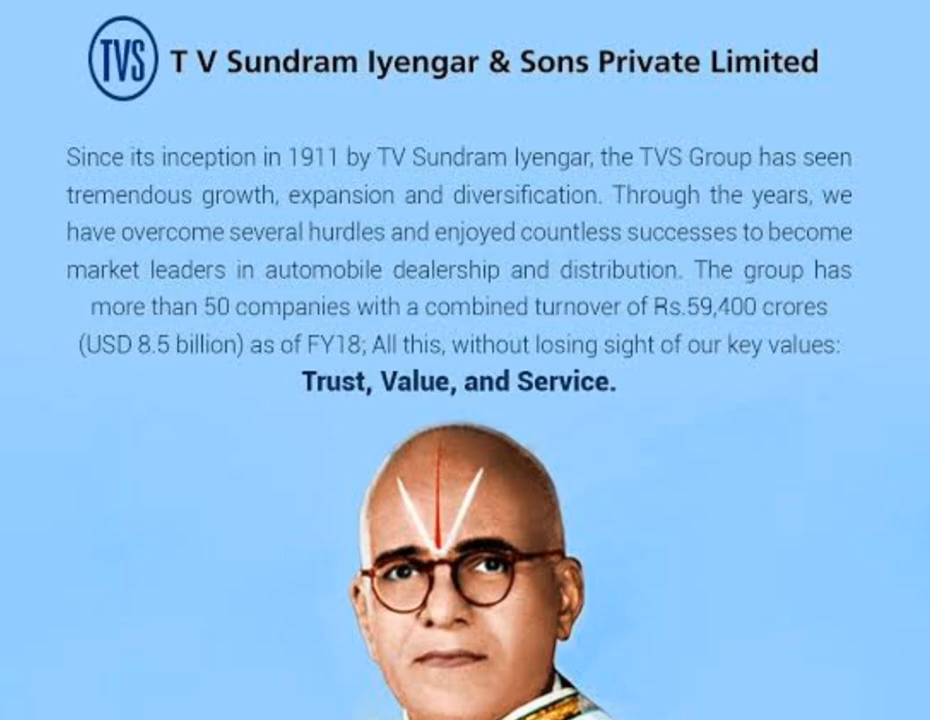 TVS
T V Sundram Iyengar & Sons Private Limited
Since its inception in 1911 by TV Sundram Iyengar, the TVS Group has seen
tremendous growth, expansion and diversification. Through the years, we
have overcome several hurdles and enjoyed countless successes to become
market leaders in automobile dealership and distribution. The group has
more than 50 companies with a combined turnover of Rs.59,400 crores
(USD 8.5 billion) as of FY18; All this, without losing sight of our key values:
Trust, Value, and Service.